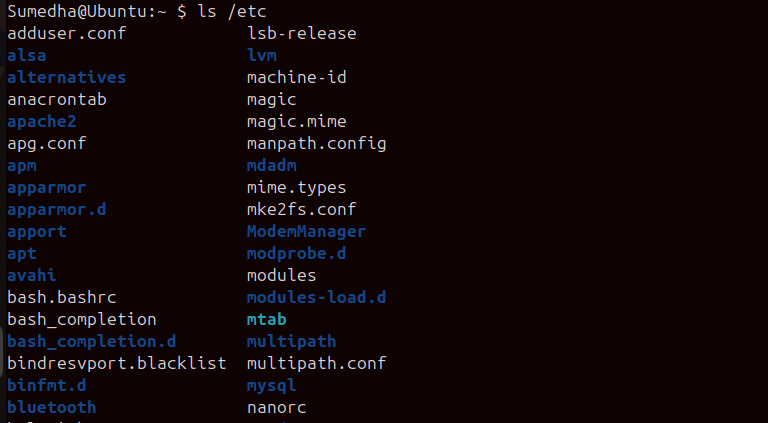 Sumedha@Ubuntu:~ $ ls /etc
adduser.conf lsb-release
alsa lvm
alternatives machine-id
anacrontab magic
apache2 magic.mime
apg.conf manpath.config
apm mdadm
apparmor mime.types
apparmor.d mke2fs.conf
apport ModemManager
apt modprobe.d
avahi modules
bash.bashrc modules-load.d
bash_completion mtab
bash_completion.d multipath
bindresvport.blacklist multipath.conf
binfmt.d mysql
bluetooth nanorc